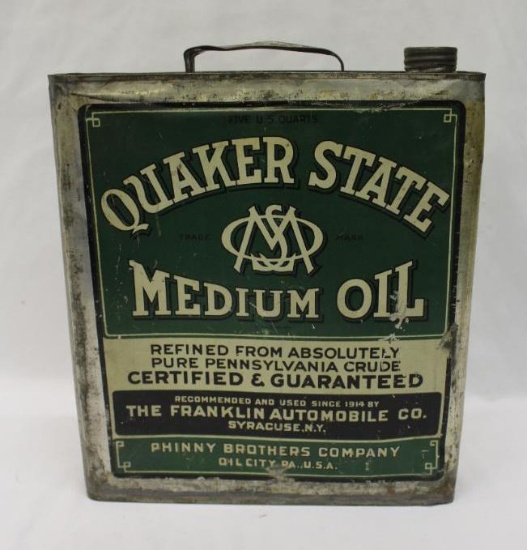 FIVE U.S. QUARTS
QUAKER STATE
TRADE MARK
MEDIUM OIL
REFINED FROM ABSOLUTELY
PURE PENNSYLVANIA CRUDE
CERTIFIED & GUARANTEED
RECOMMENDED AND USED SINCE 1914 BY
THE FRANKLIN AUTOMOBILE CO.
SYRACUSE, N.Y.
PHINNY BROTHERS COMPANY
OIL CITY PA., U.S.A.